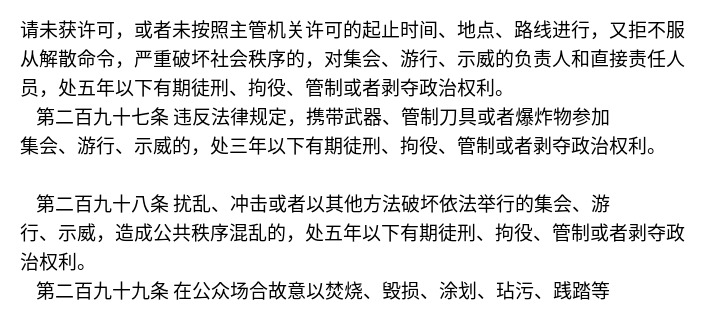 请未获许可，或者未按照主管机关许可的起止时间、地点、路线进行，又拒不服
从解散命令，严重破坏社会秩序的，对集会、游行、示威的负责人和直接责任人
员，处五年以下有期徒刑、拘役、管制或者剥夺政治权利。
第二百九十七条 违反法律规定，携带武器、管制刀具或者爆炸物参加
集会、游行、示威的，处三年以下有期徒刑、拘役、管制或者剥夺政治权利。
第二百九十八条 扰乱、冲击或者以其他方法破坏依法举行的集会、游
行、示威，造成公共秩序混乱的，处五年以下有期徒刑、拘役、管制或者剥夺政
治权利。
第二百九十九条 在公众场合故意以焚烧、毁损、涂划、玷污、践踏等